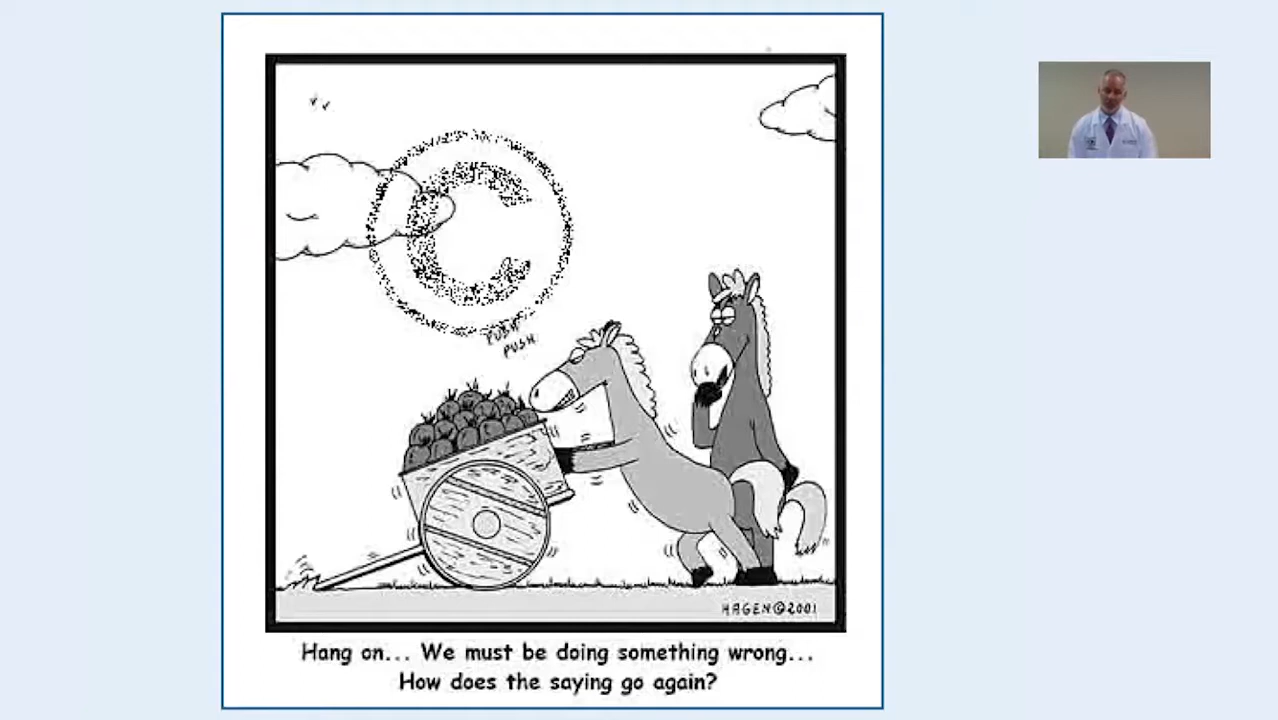 PUSH
PUSH
HAGEN©2001
Hang on... We must be doing something wrong...
How does the saying go again?